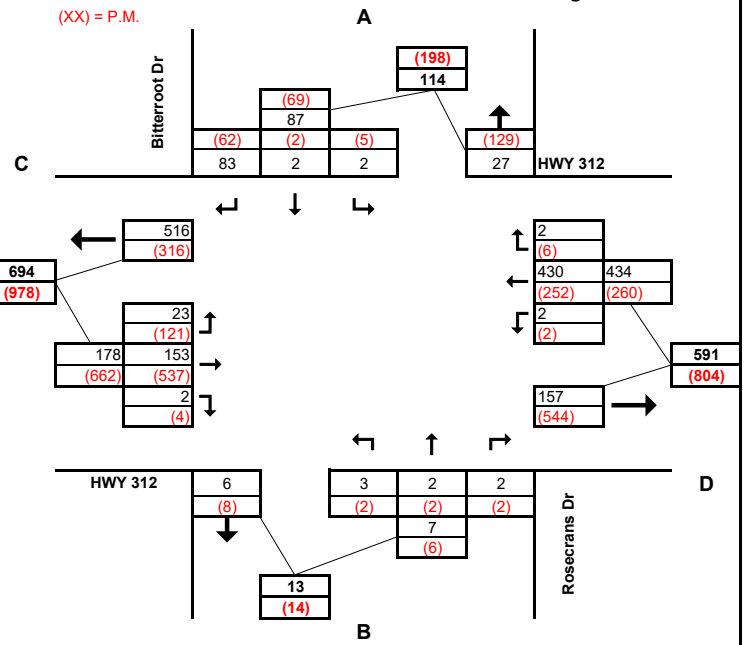 (XX) = P.M.
A
Bitterroot Dr
(198)
114
(69)
87
(62) (2) (5)
83 2 2
(129)
27
HWY 312
C
516
(316)
694
(978)
23
(121)
178 153
(662) (537)
2
(4)
2
(6)
430 434
(252) (260)
2
(2)
591
(804)
157
(544)
HWY 312
6
(8)
3 2 2
(2) (2) (2)
7
(6)
D
Rosecrans Dr
13
(14)
B